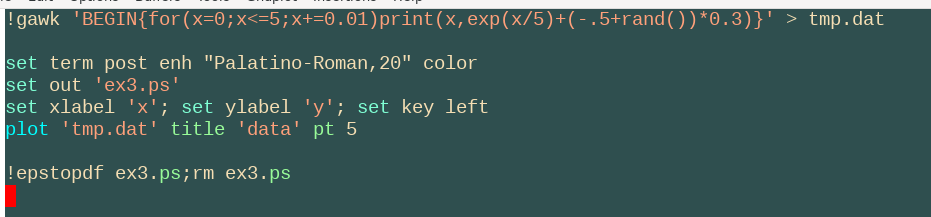 !gawk 'BEGIN{for(x=0;x<=5;x+=0.01)print(x,exp(x/5)+(-.5+rand())*0.3)}' > tmp.dat
set term post enh "Palatino-Roman,20" color
set out 'ex3.ps'
set xlabel 'x'; set ylabel 'y'; set key left
plot 'tmp.dat' title 'data' pt 5
!epstopdf ex3.ps;rm ex3.ps